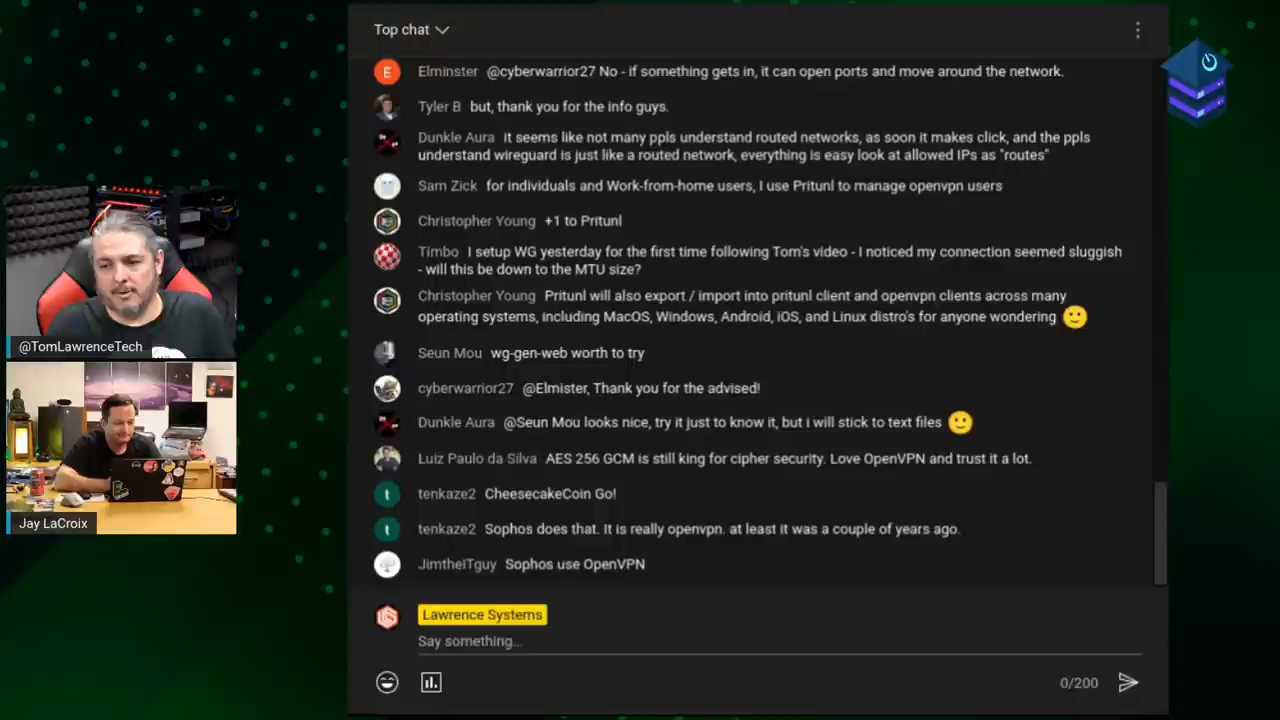 Top chat
E Elminster @cyberwarrior27 No - if something gets in, it can open ports and move around the network.
Tyler B but, thank you for the info guys.
Dunkle Aura it seems like not many ppls understand routed networks, as soon it makes click, and the ppls
understand wireguard is just like a routed network, everything is easy look at allowed IPs as "routes"
Sam Zick for individuals and Work-from-home users, I use Pritunl to manage openvpn users
Christopher Young +1 to Pritunl
Timbo I setup WG yesterday for the first time following Tom's video - I noticed my connection seemed sluggish
- will this be down to the MTU size?
Christopher Young Pritunl will also export / import into pritunl client and openvpn clients across many
operating systems, including MacOS, Windows, Android, iOS, and Linux distro's for anyone wondering 🙂
Seun Mou wg-gen-web worth to try
cyberwarrior27 @Elmister, Thank you for the advised!
Dunkle Aura @Seun Mou looks nice, try it just to know it, but i will stick to text files 🙂
Luiz Paulo da Silva AES 256 GCM is still king for cipher security. Love OpenVPN and trust it a lot.
t tenkaze2 CheesecakeCoin Go!
t tenkaze2 Sophos does that. It is really openvpn. at least it was a couple of years ago.
JimtheITguy Sophos use OpenVPN
Lawrence Systems
Say something...
0/200
@TomLawrenceTech
Jay LaCroix